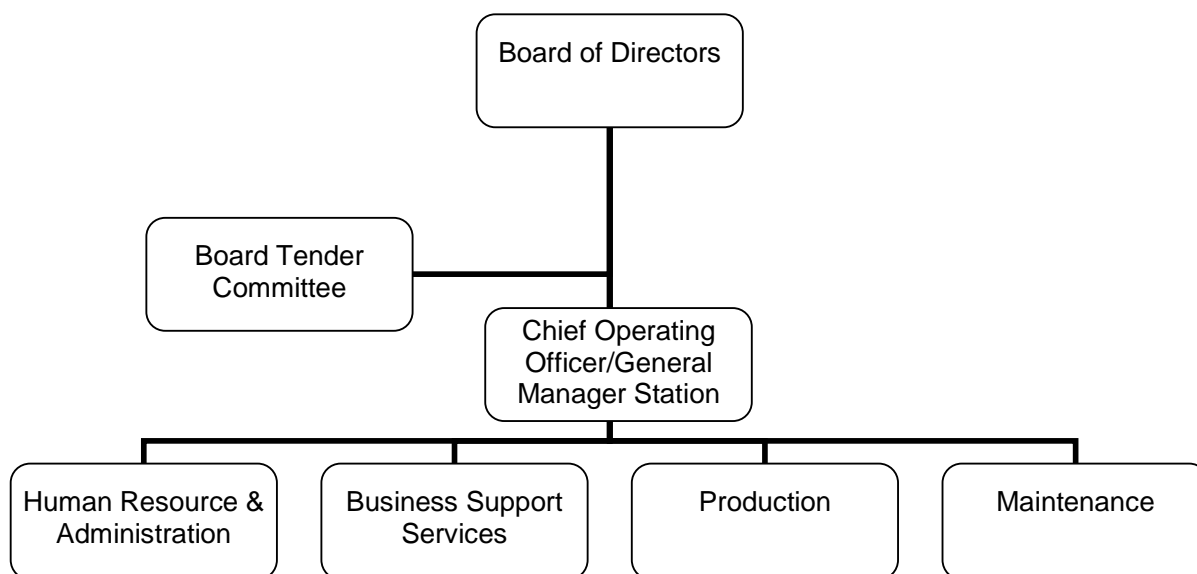 Board of Directors
Board Tender
Committee
Chief Operating
Officer/General
Manager Station
Human Resource &
Administration
Business Support
Services
Production
Maintenance